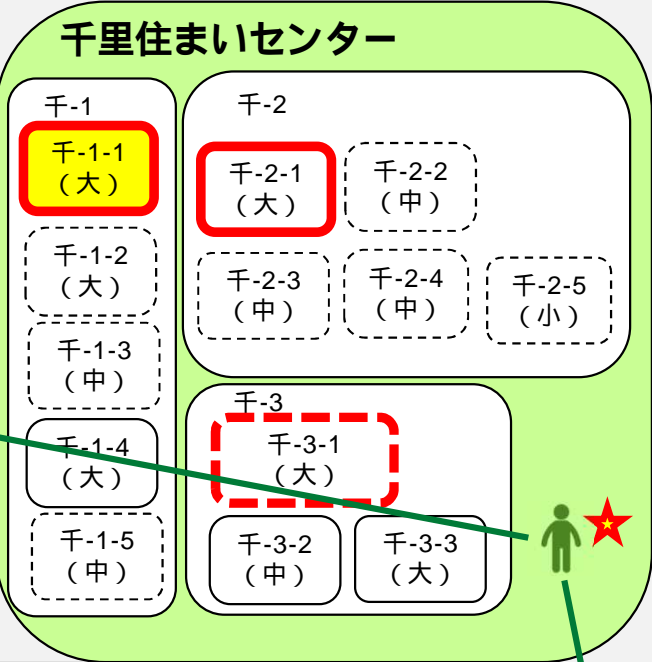 千里住まいセンター
千-1
千-1-1
（大）
千-1-2
（大）
千-1-3
（中）
千-1-4
（大）
千-1-5
（中）
千-2
千-2-1
（大）
千-2-2
（中）
千-2-3
（中）
千-2-4
（中）
千-2-5
（小）
千-3
千-3-1
（大）
千-3-2
（中）
千-3-3
（大）